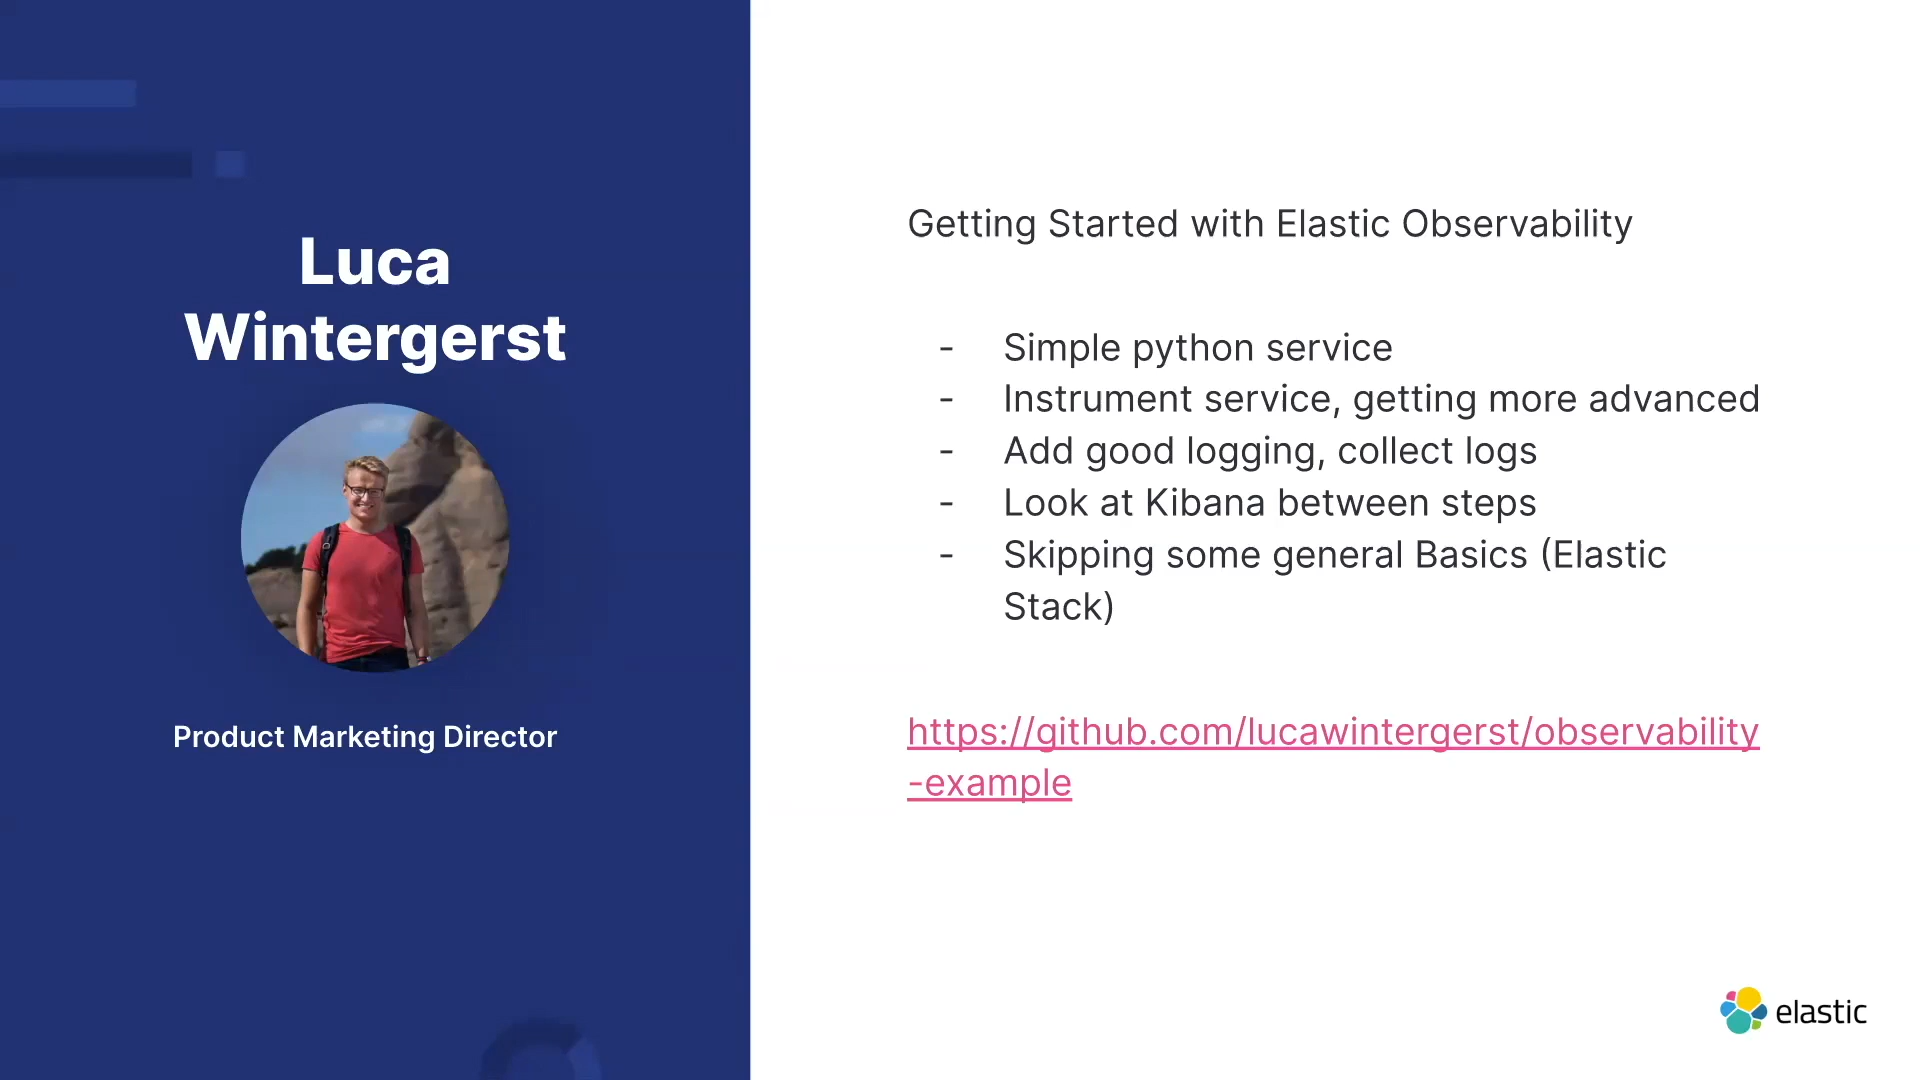 Luca
Wintergerst
Product Marketing Director
Getting Started with Elastic Observability
- Simple python service
- Instrument service, getting more advanced
- Add good logging, collect logs
- Look at Kibana between steps
- Skipping some general Basics (Elastic
Stack)
https://github.com/lucawintergerst/observability
-example
elastic